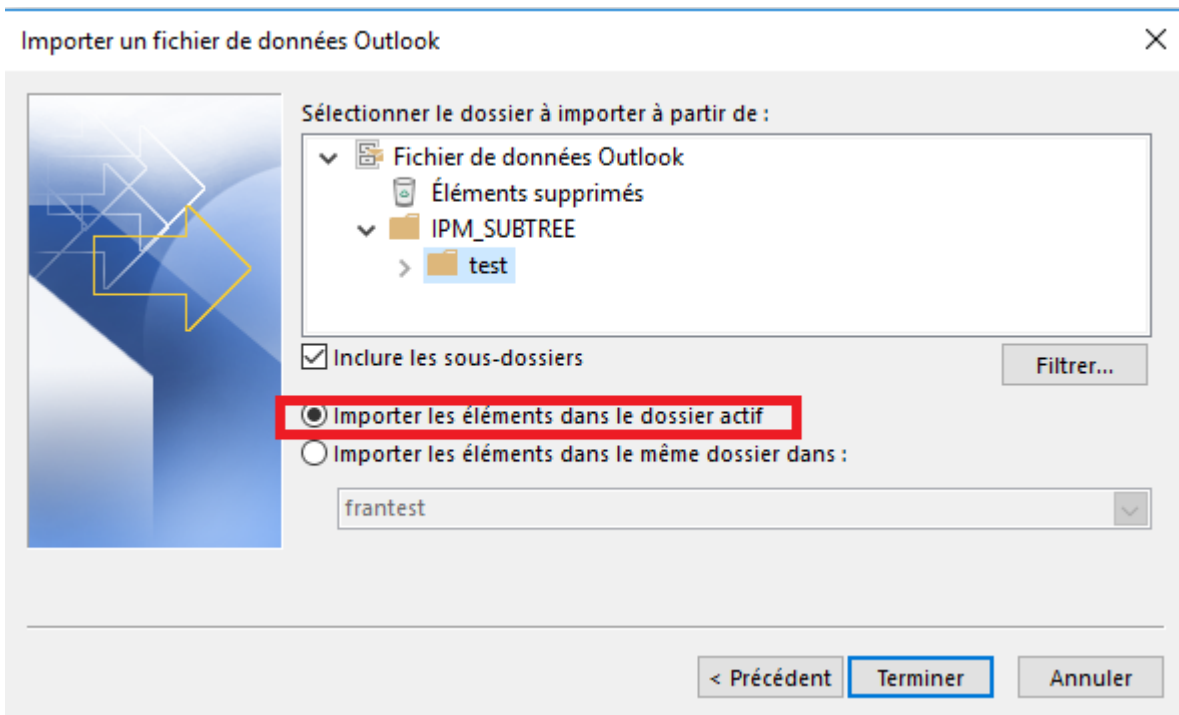 Importer un fichier de données Outlook
Sélectionner le dossier à importer à partir de :
Fichier de données Outlook
Éléments supprimés
IPM_SUBTREE
test
Inclure les sous-dossiers
Filtrer...
Importer les éléments dans le dossier actif
Importer les éléments dans le même dossier dans :
frantest
< Précédent
Terminer
Annuler